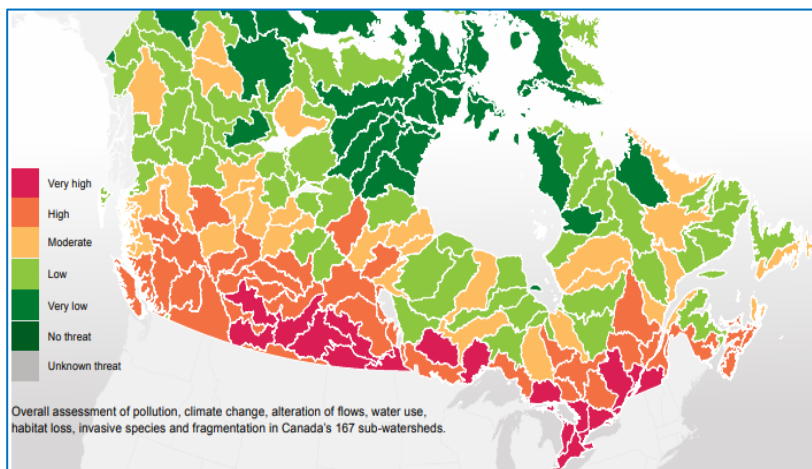 Very high
High
Moderate
Low
Very low
No threat
Unknown threat
Overall assessment of pollution, climate change, alteration of flows, water use,
habitat loss, invasive species and fragmentation in Canada's 167 sub-watersheds.